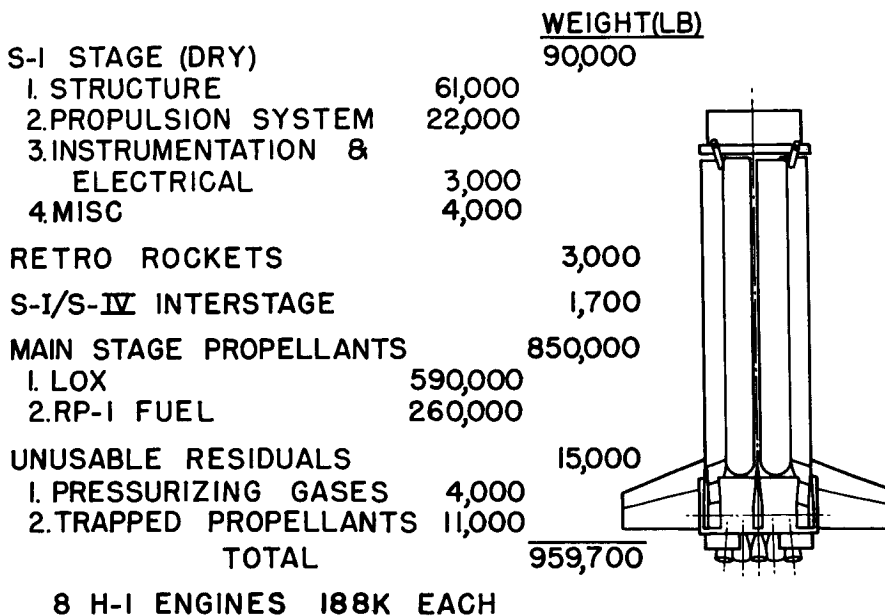 WEIGHT(LB)
S-I STAGE (DRY) 90,000
1. STRUCTURE 61,000
2. PROPULSION SYSTEM 22,000
3. INSTRUMENTATION &
ELECTRICAL 3,000
4. MISC 4,000
RETRO ROCKETS 3,000
S-I/S-IV INTERSTAGE 1,700
MAIN STAGE PROPELLANTS 850,000
1. LOX 590,000
2. RP-1 FUEL 260,000
UNUSABLE RESIDUALS 15,000
1. PRESSURIZING GASES 4,000
2. TRAPPED PROPELLANTS 11,000
TOTAL 959,700
8 H-1 ENGINES 188K EACH